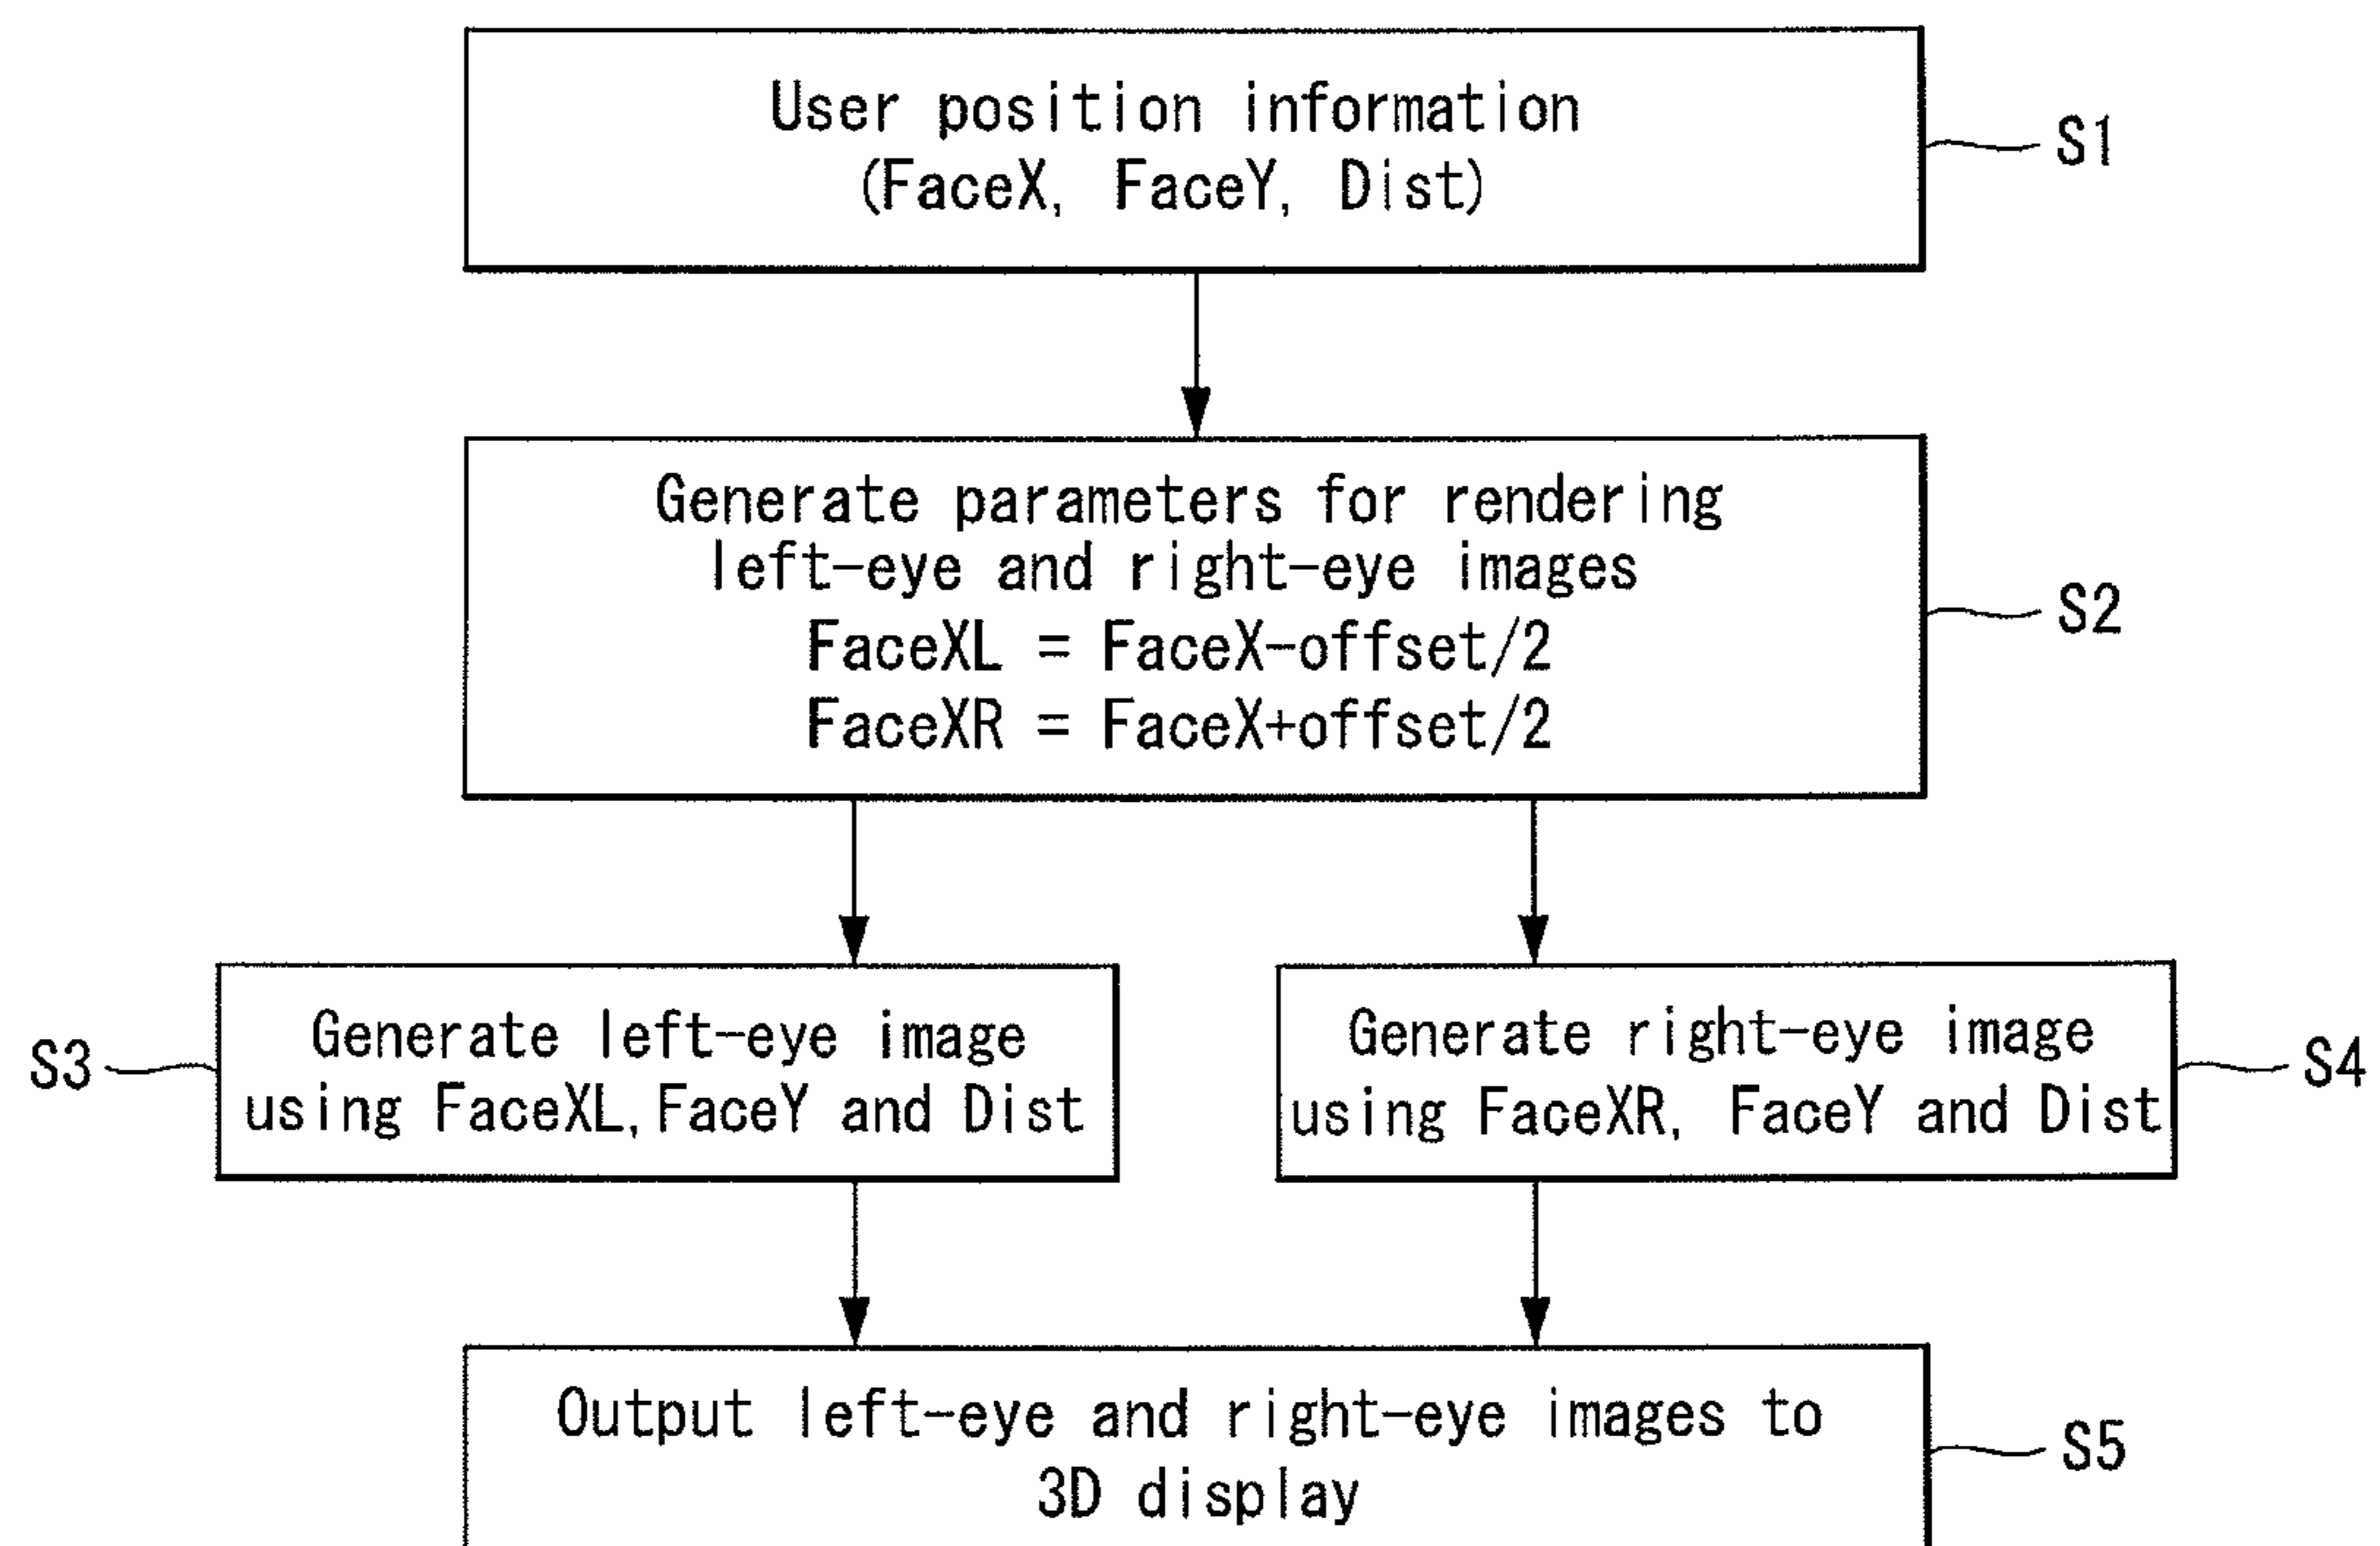 User position information
(FaceX, FaceY, Dist)
S1
Generate parameters for rendering
left-eye and right-eye images
FaceXL = FaceX-offset/2
FaceXR = FaceX+offset/2
S2
S3
Generate left-eye image
using FaceXL, FaceY and Dist
Generate right-eye image
using FaceXR, FaceY and Dist
S4
Output left-eye and right-eye images to
3D display
S5